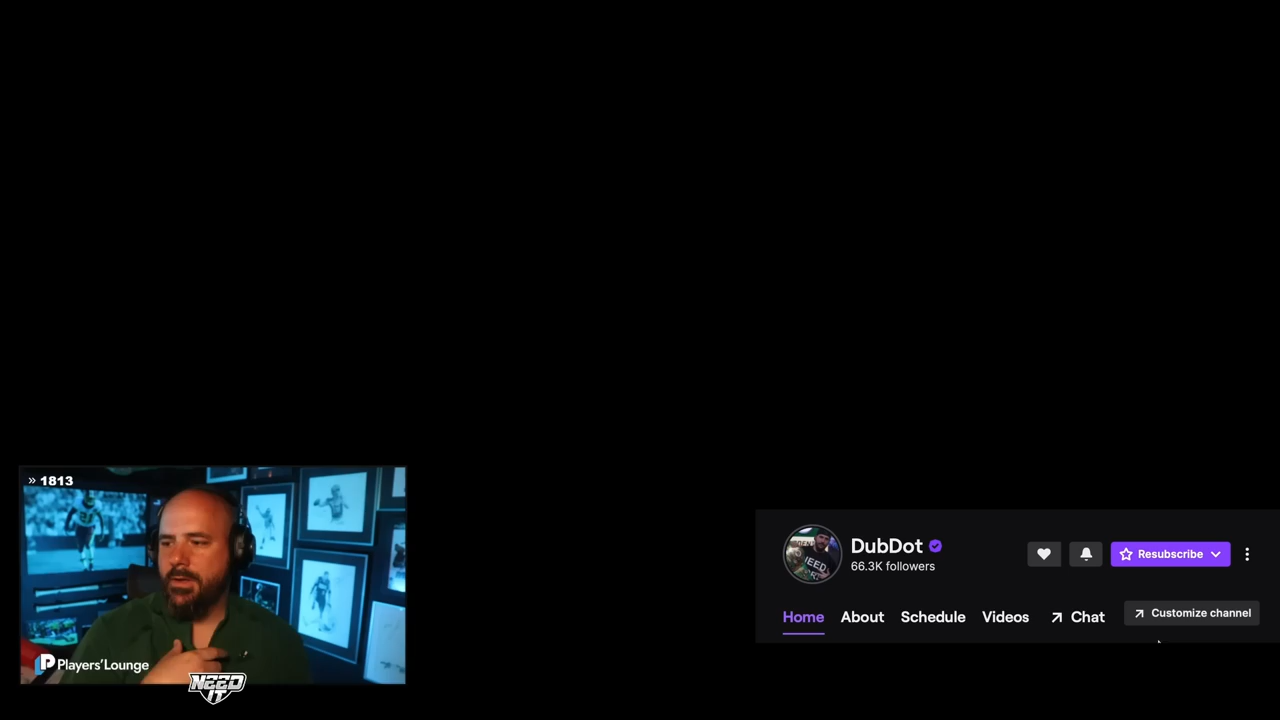 » 1813
Players' Lounge
NEED
IT
DubDot
66.3K followers
Resubscribe
Home About Schedule Videos Chat
Customize channel